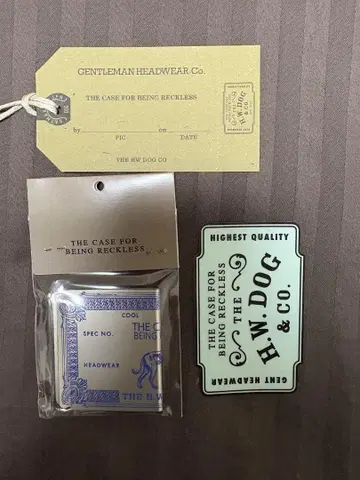 GENTLEMAN HEADWEAR Co.
THE CASE FOR BEING RECKLESS
by
on
PIC
DATE
THE H.W.DOG CO
H.W.DOG
& CO.
THE CASE FOR
BEING RECKLESS
COOL
SPEC NO.
THE C
BEING
HEADWEAR
THE H.W
HIGHEST QUALITY
THE CASE FOR
BEING RECKLESS
THE
H.W.DOG
& CO.
GENT HEADWEAR